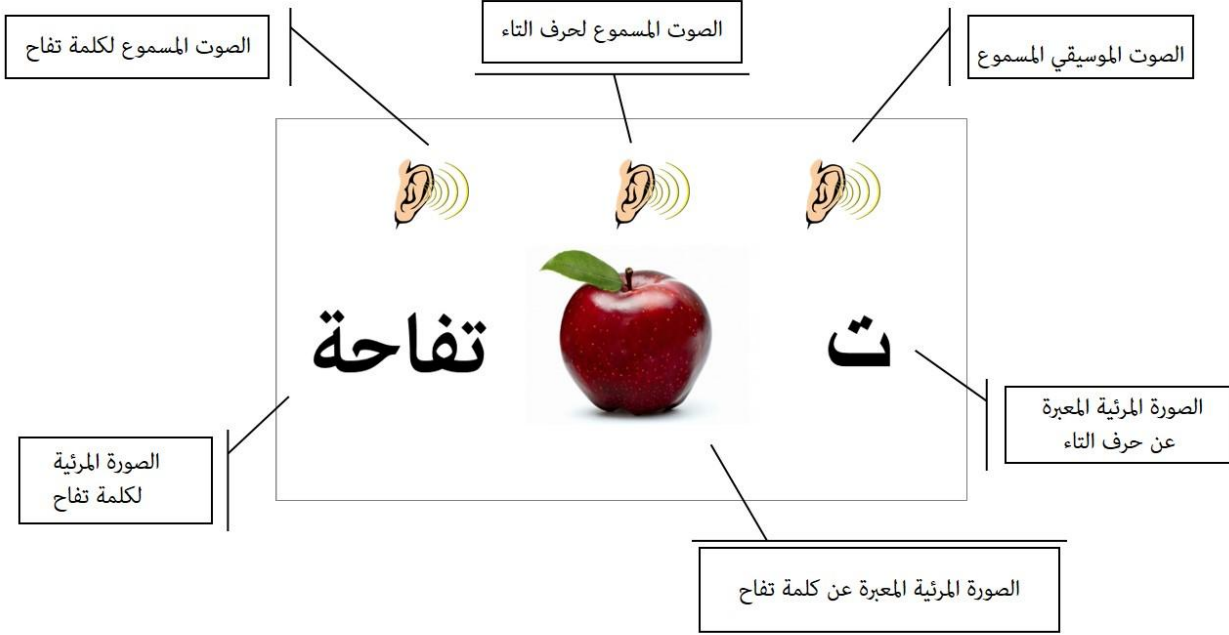 الصوت الموسيقي المسموع
الصوت المسموع لحرف التاء
الصوت المسموع لكلمة تفاح
ت
تفاحة
الصورة المرئية المعبرة
عن حرف التاء
الصورة المرئية
لكلمة تفاح
الصورة المرئية المعبرة عن كلمة تفاح